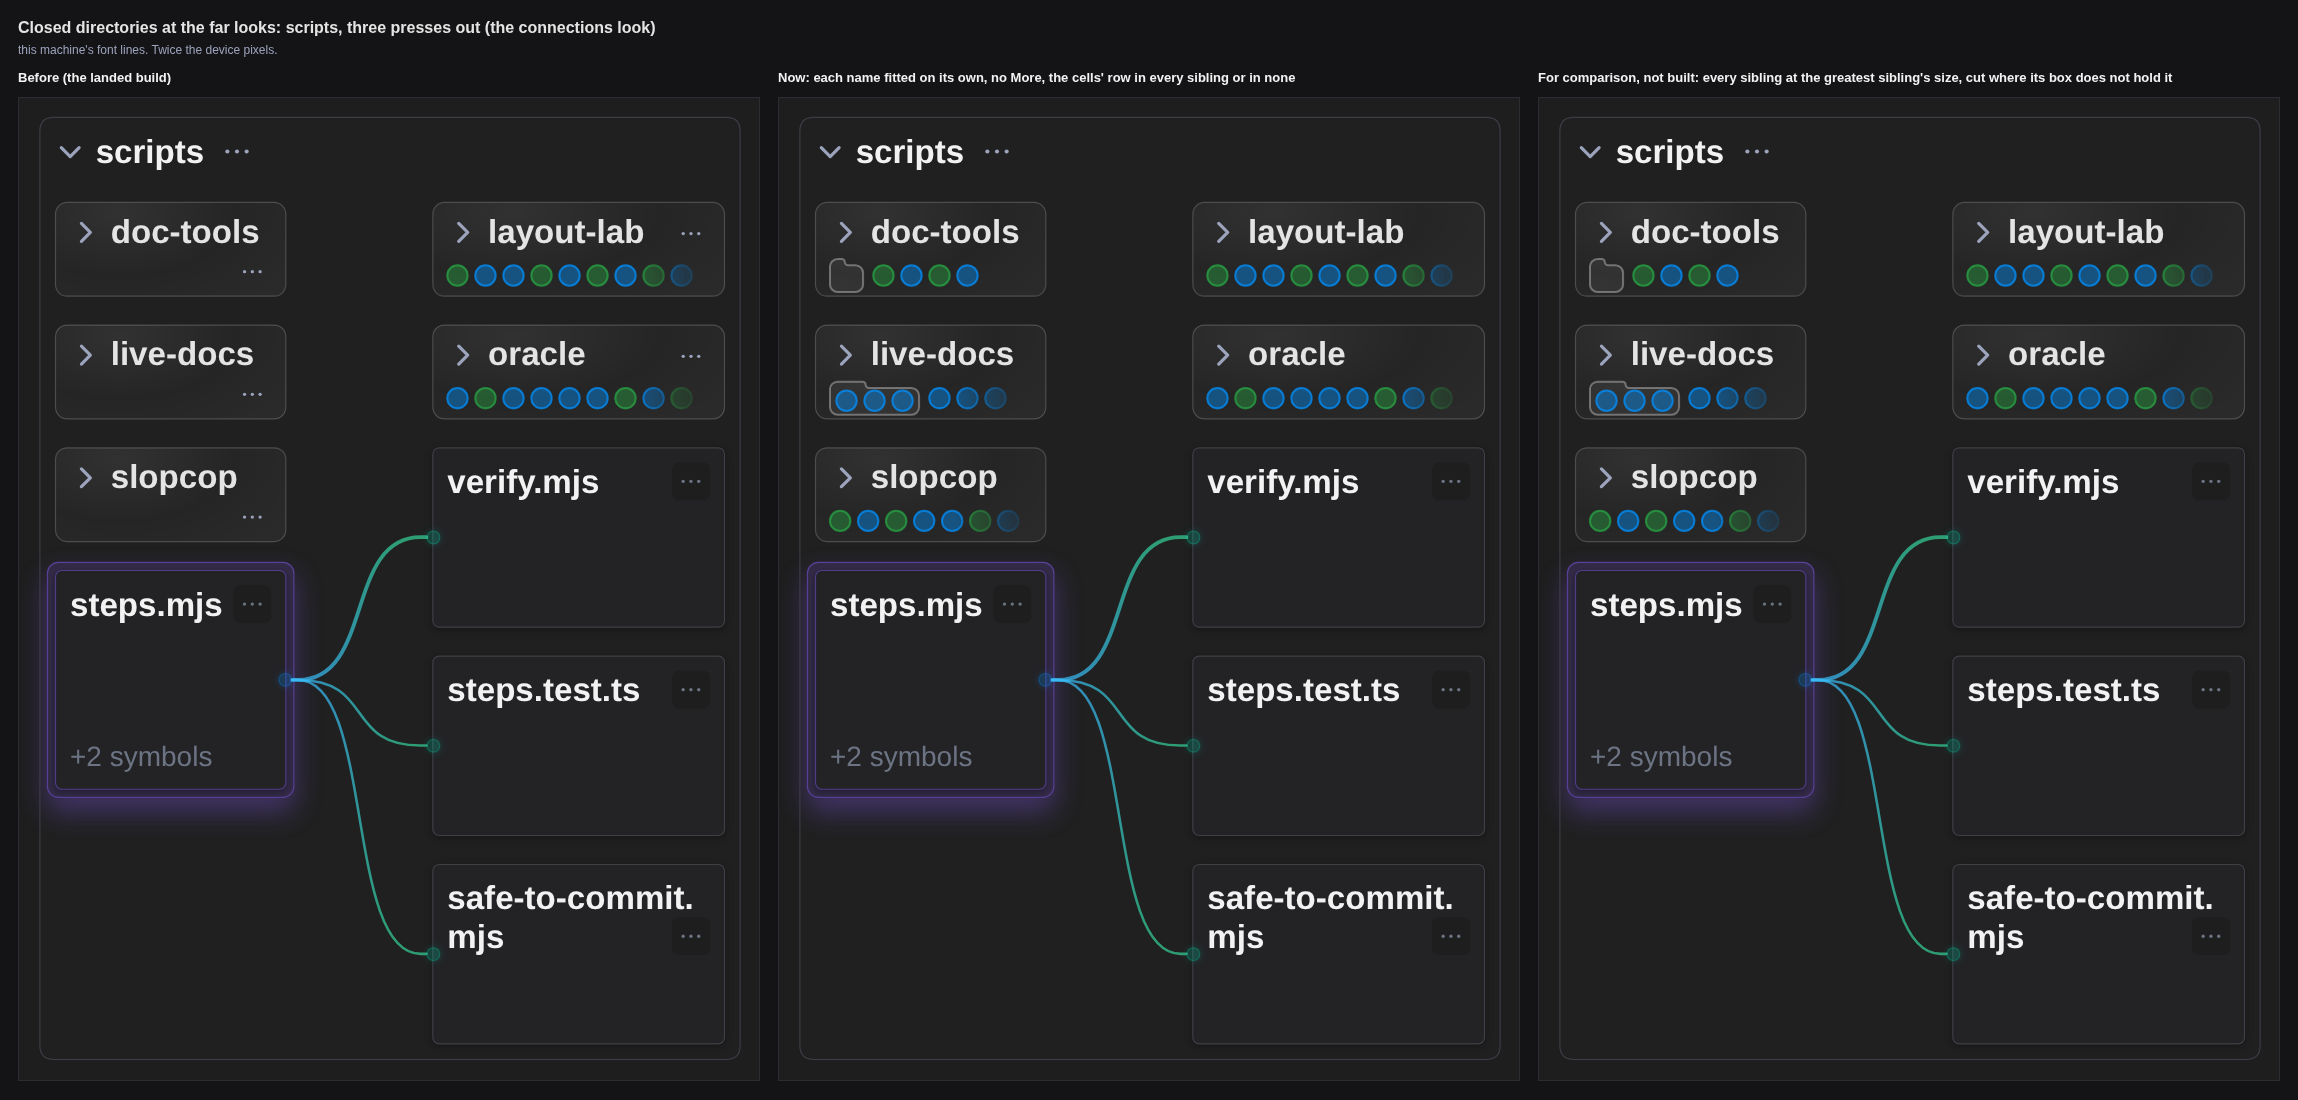 Closed directories at the far looks: scripts, three presses out (the connections look)
this machine's font lines. Twice the device pixels.
Before (the landed build)
scripts ...
doc-tools
...
layout-lab ...
live-docs
...
oracle ...
slopcop
...
verify.mjs ...
steps.mjs ...
+2 symbols
steps.test.ts ...
safe-to-commit.
mjs ...
Now: each name fitted on its own, no More, the cells' row in every sibling or in none
scripts ...
doc-tools
layout-lab
live-docs
oracle
slopcop
verify.mjs ...
steps.mjs ...
+2 symbols
steps.test.ts ...
safe-to-commit.
mjs ...
For comparison, not built: every sibling at the greatest sibling's size, cut where its box does not hold it
scripts ...
doc-tools
layout-lab
live-docs
oracle
slopcop
verify.mjs ...
steps.mjs ...
+2 symbols
steps.test.ts ...
safe-to-commit.
mjs ...